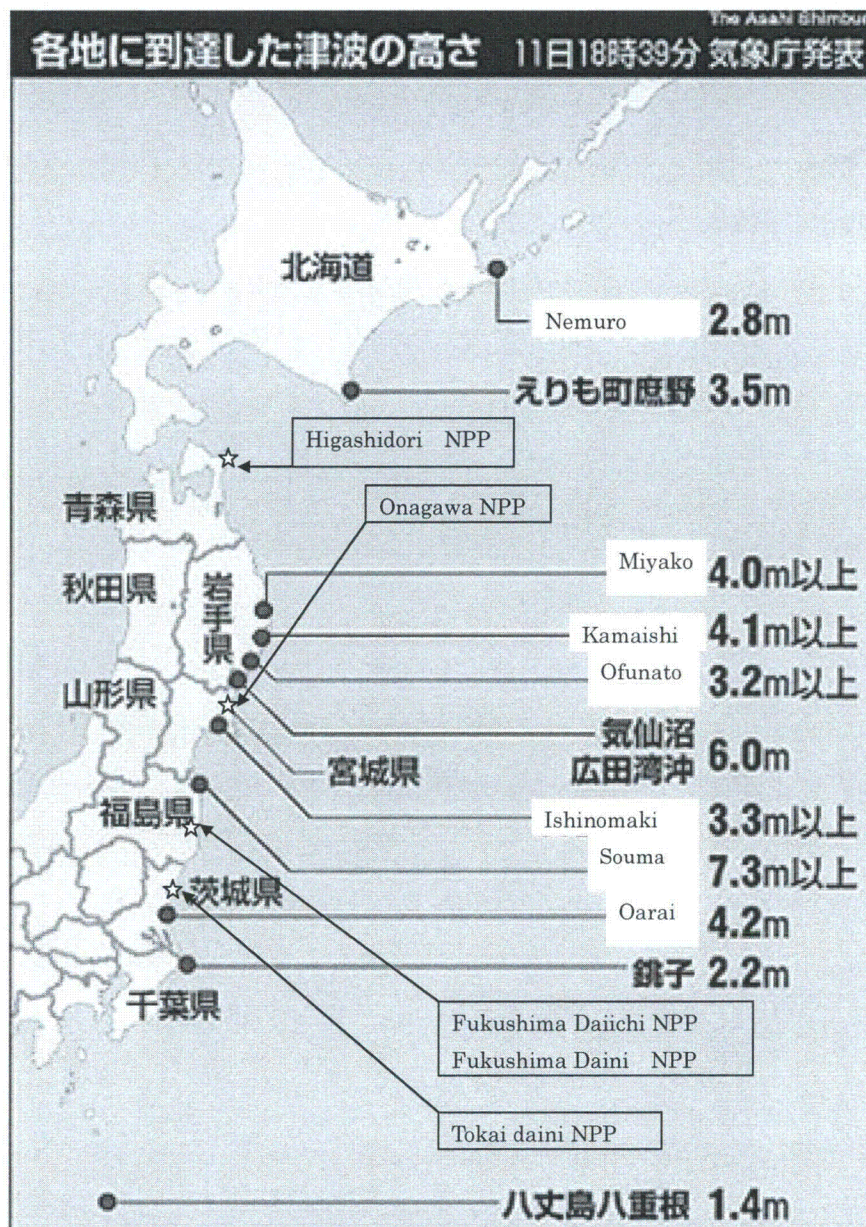 The Asahi Shimbu
各地に到達した津波の高さ 11日18時39分 気象庁発表
北海道
Nemuro 2.8m
えりも町庶野 3.5m
Higashidori NPP
青森県
Onagawa NPP
秋田県
岩手県
Miyako 4.0m以上
Kamaishi 4.1m以上
山形県
Ofunato 3.2m以上
気仙沼
広田湾沖 6.0m
宮城県
福島県
Ishinomaki 3.3m以上
Souma 7.3m以上
茨城県
Oarai 4.2m
銚子 2.2m
千葉県
Fukushima Daiichi NPP
Fukushima Daini NPP
Tokai daini NPP
八丈島八重根 1.4m